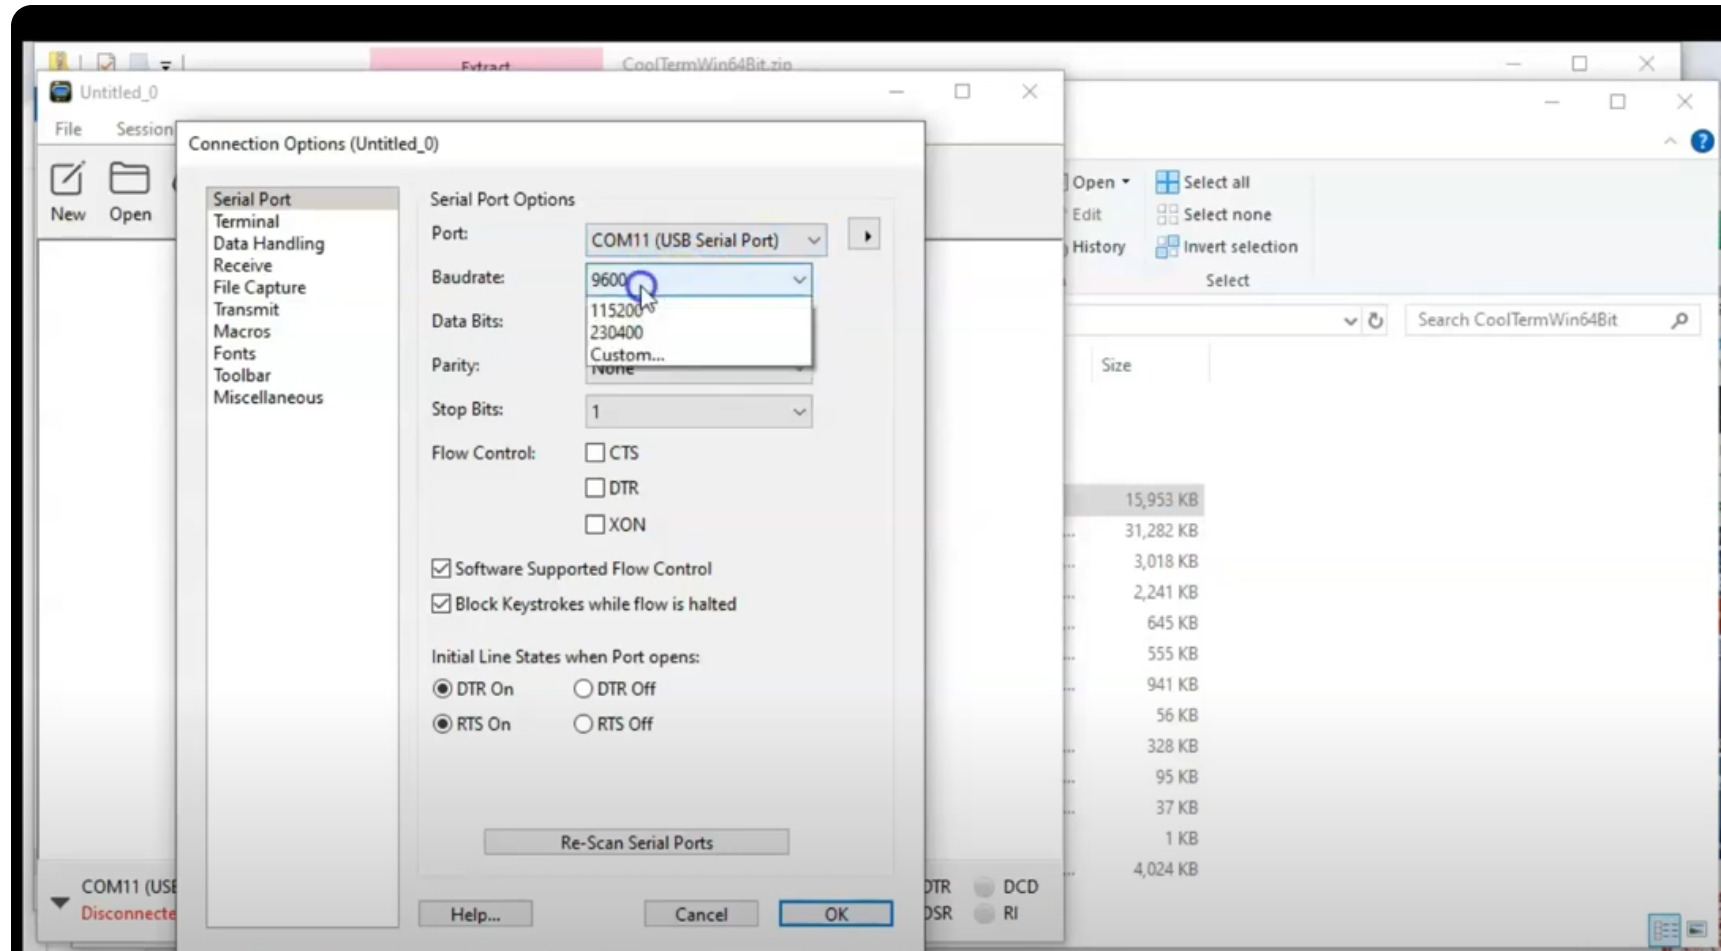 Extract
CoolTermWin64Bit.zip
Untitled_0
File Session
New Open
Connection Options (Untitled_0)
Serial Port
Terminal
Data Handling
Receive
File Capture
Transmit
Macros
Fonts
Toolbar
Miscellaneous
Serial Port Options
Port: COM11 (USB Serial Port)
Baudrate: 9600
115200
230400
Custom...
Data Bits:
Parity: None
Stop Bits: 1
Flow Control: CTS
DTR
XON
Software Supported Flow Control
Block Keystrokes while flow is halted
Initial Line States when Port opens:
DTR On DTR Off
RTS On RTS Off
Re-Scan Serial Ports
Help... Cancel OK
COM11 (USB
Disconnecte
DTR DCD
DSR RI
Open Select all
Edit Select none
History Invert selection
Select
Search CoolTermWin64Bit
Size
15,953 KB
31,282 KB
3,018 KB
2,241 KB
645 KB
555 KB
941 KB
56 KB
328 KB
95 KB
37 KB
1 KB
4,024 KB